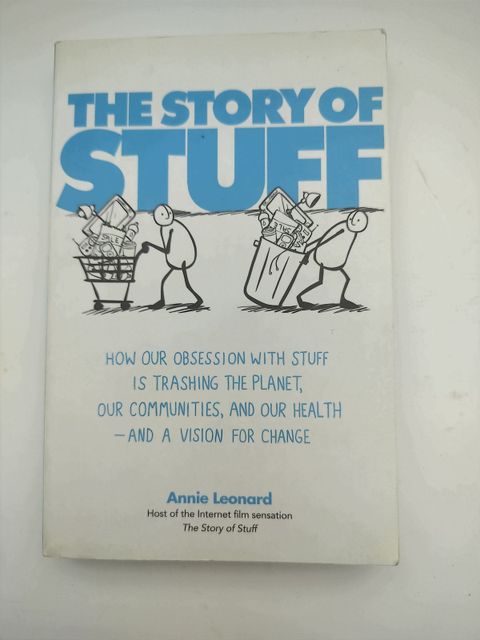 THE STORY OF
STUFF
SALE
HOW OUR OBSESSION WITH STUFF
IS TRASHING THE PLANET,
OUR COMMUNITIES, AND OUR HEALTH
—AND A VISION FOR CHANGE
Annie Leonard
Host of the Internet film sensation
The Story of Stuff